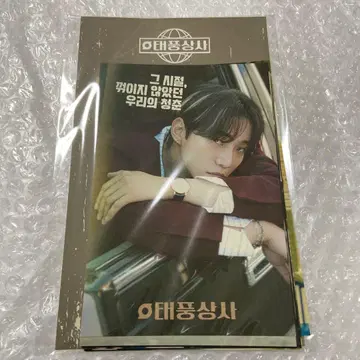 태풍상사
그 시절,
꺾이지 않았던
우리의 청춘
태풍상사